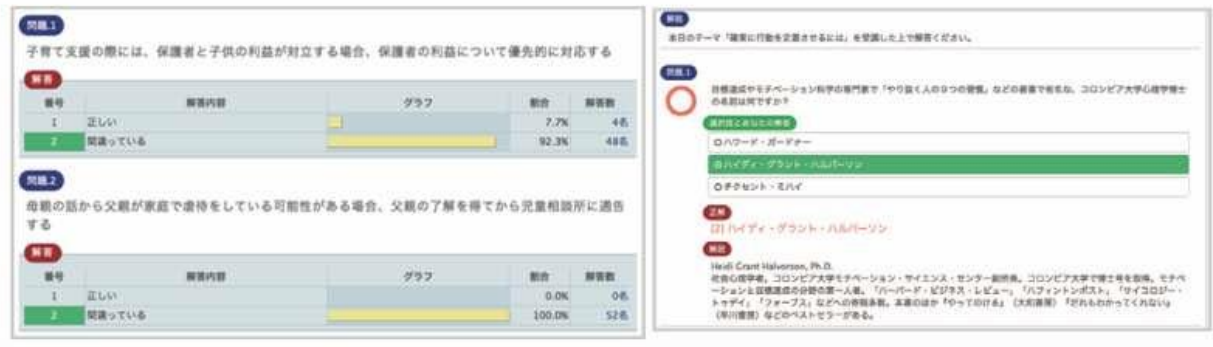 問題.1
子育て支援の際には、保護者と子供の利益が対立する場合、保護者の利益について優先的に対応する
解答
番号 解答内容 グラフ 割合 解答数
1 正しい 7.7% 4名
2 間違っている 92.3% 48名
問題.2
母親の話から父親が家庭で虐待をしている可能性がある場合、父親の了解を得てから児童相談所に通告
する
解答
番号 解答内容 グラフ 割合 解答数
1 正しい 0.0% 0名
2 間違っている 100.0% 52名
解説
本日のテーマ「確実に行動を定着させるには」を受講した上で解答ください。
問題.1
目標達成やモチベーション科学の専門家で「やり抜く人の9つの習慣」などの著書で有名な、コロンビア大学心理学博士
の名前は何ですか？
選択肢とあなたの解答
ハワード・ガードナー
ハイディ・グラント・ハルバーソン
チクセント・ミハイ
正解
[2] ハイディ・グラント・ハルバーソン
解説
Heidi Grant Halvorson, Ph.D.
社会心理学者。コロンビア大学モチベーション・サイエンス・センター副所長。コロンビア大学で博士号を取得。モチベ
ーションと目標達成の分野の第一人者。「ハーバード・ビジネス・レビュー」「ハフィントンポスト」「サイコロジー・
トゥデイ」「フォーブス」などへの寄稿多数。本書のほか『やってのける』（大和書房）『だれもわかってくれない』
（早川書房）などのベストセラーがある。